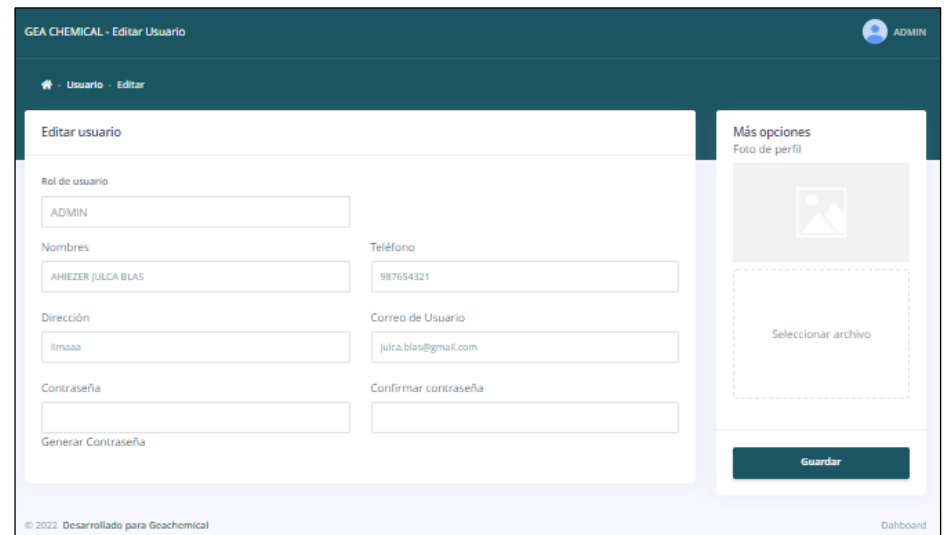 GEA CHEMICAL - Editar Usuario
ADMIN
- Usuario - Editar
Editar usuario
Rol de usuario
ADMIN
Nombres
Teléfono
AHIEZER JULCA BLAS
987654321
Dirección
Correo de Usuario
limaaa
julca.blas@gmail.com
Contraseña
Confirmar contraseña
Generar Contraseña
Más opciones
Foto de perfil
Seleccionar archivo
Guardar
© 2022 Desarrollado para Geachemical
Dahboard